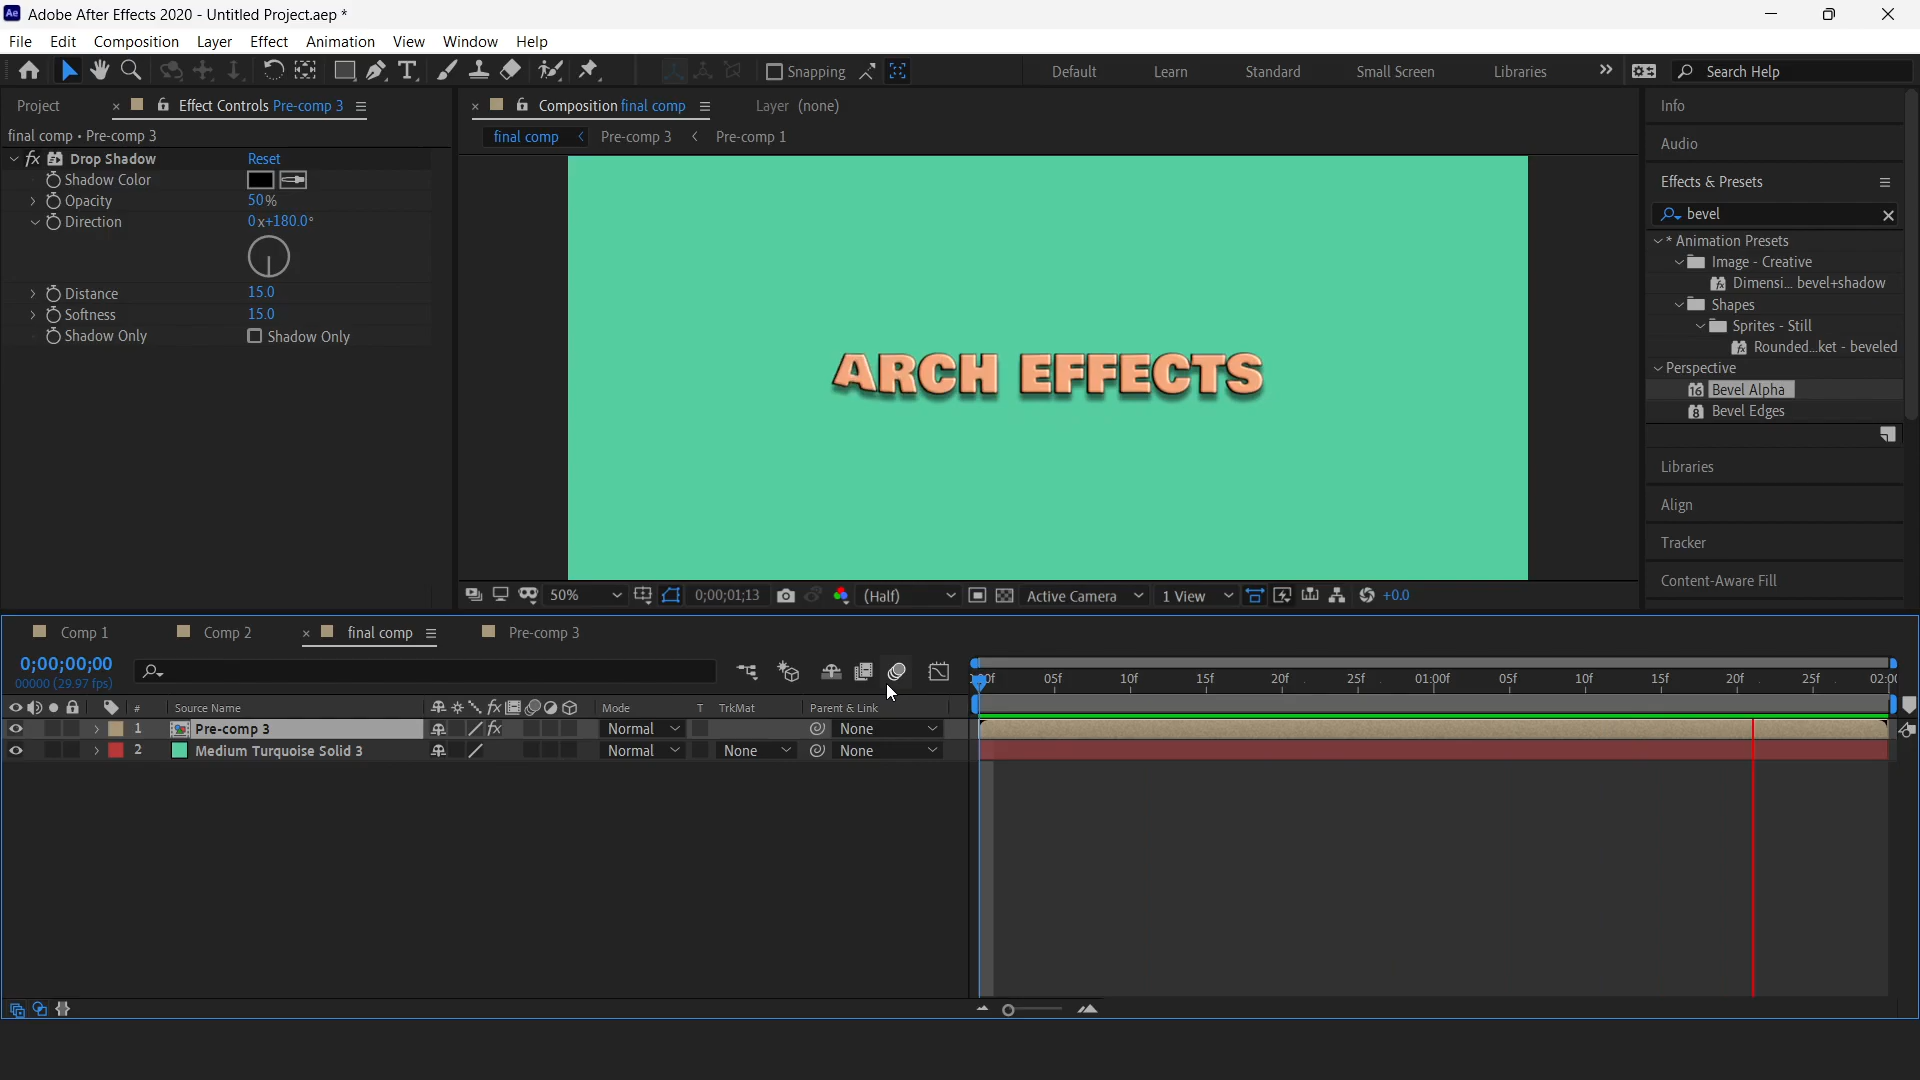 Ae Adobe After Effects 2020 - Untitled Project.aep *
File Edit Composition Layer Effect Animation View Window Help
Snapping Default Learn Standard Small Screen Libraries Search Help
Project Effect Controls Pre-comp 3 Composition final comp Layer (none)
final comp • Pre-comp 3
final comp Pre-comp 3 Pre-comp 1
fx Drop Shadow Reset
Shadow Color
Opacity 50%
Direction 0x+180.0°
Distance 15.0
Softness 15.0
Shadow Only Shadow Only
ARCH EFFECTS
50% 0;00;01;13 (Half) Active Camera 1 View +0.0
Info
Audio
Effects & Presets
bevel
* Animation Presets
Image - Creative
Dimensi... bevel+shadow
Shapes
Sprites - Still
Rounded...ket - beveled
Perspective
16 Bevel Alpha
8 Bevel Edges
Libraries
Align
Tracker
Content-Aware Fill
Comp 1 Comp 2 final comp Pre-comp 3
0;00;00;00
00000 (29.97 fps)
05f 10f 15f 20f 25f 01:00f 05f 10f 15f 20f 25f
# Source Name fx Mode T TrkMat Parent & Link
1 Pre-comp 3 fx Normal None
2 Medium Turquoise Solid 3 Normal None None